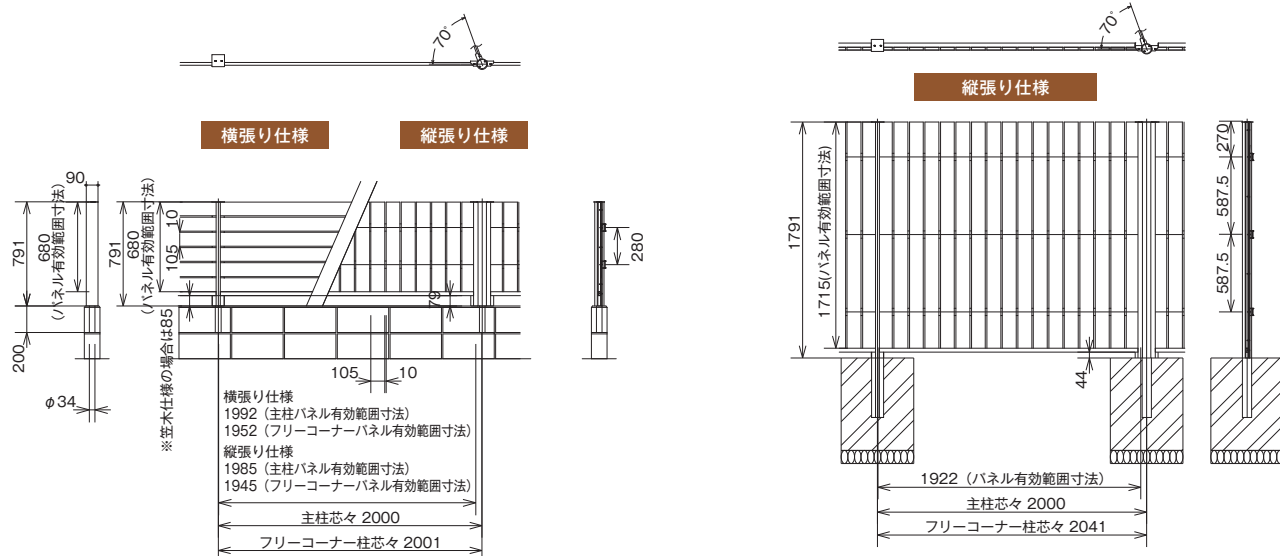 70°
横張り仕様
縦張り仕様
90
791
680
(パネル有効範囲寸法)
791
680
(パネル有効範囲寸法)
10
105
79
280
200
φ34
※笠木仕様の場合は85
105
10
横張り仕様
1992（主柱パネル有効範囲寸法）
1952（フリーコーナーパネル有効範囲寸法）
縦張り仕様
1985（主柱パネル有効範囲寸法）
1945（フリーコーナーパネル有効範囲寸法）
主柱芯々 2000
フリーコーナー柱芯々 2001
70°
縦張り仕様
1791
1715(パネル有効範囲寸法)
270
587.5
587.5
44
1922（パネル有効範囲寸法）
主柱芯々 2000
フリーコーナー柱芯々 2041